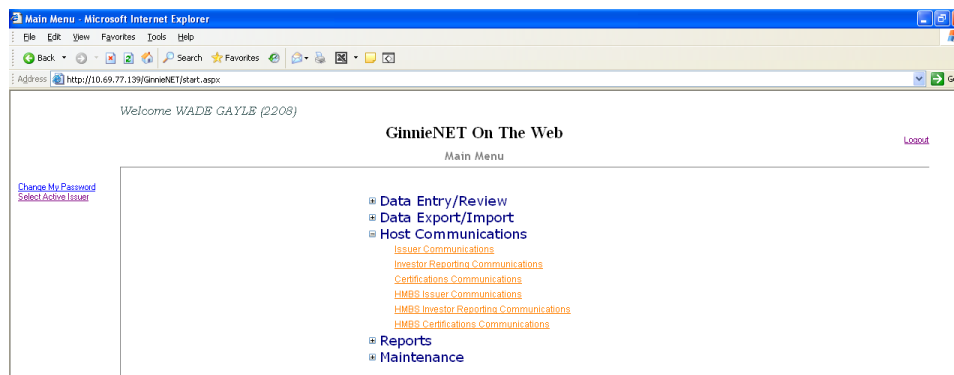 Main Menu - Microsoft Internet Explorer
File Edit View Favorites Tools Help
Back Search Favorites
Address http://10.69.77.139/GinnieNET/start.aspx
Welcome WADE GAYLE (2208)
GinnieNET On The Web
Logout
Main Menu
Change My Password
Select Active Issuer
Data Entry/Review
Data Export/Import
Host Communications
Issuer Communications
Investor Reporting Communications
Certifications Communications
HMBS Issuer Communications
HMBS Investor Reporting Communications
HMBS Certifications Communications
Reports
Maintenance